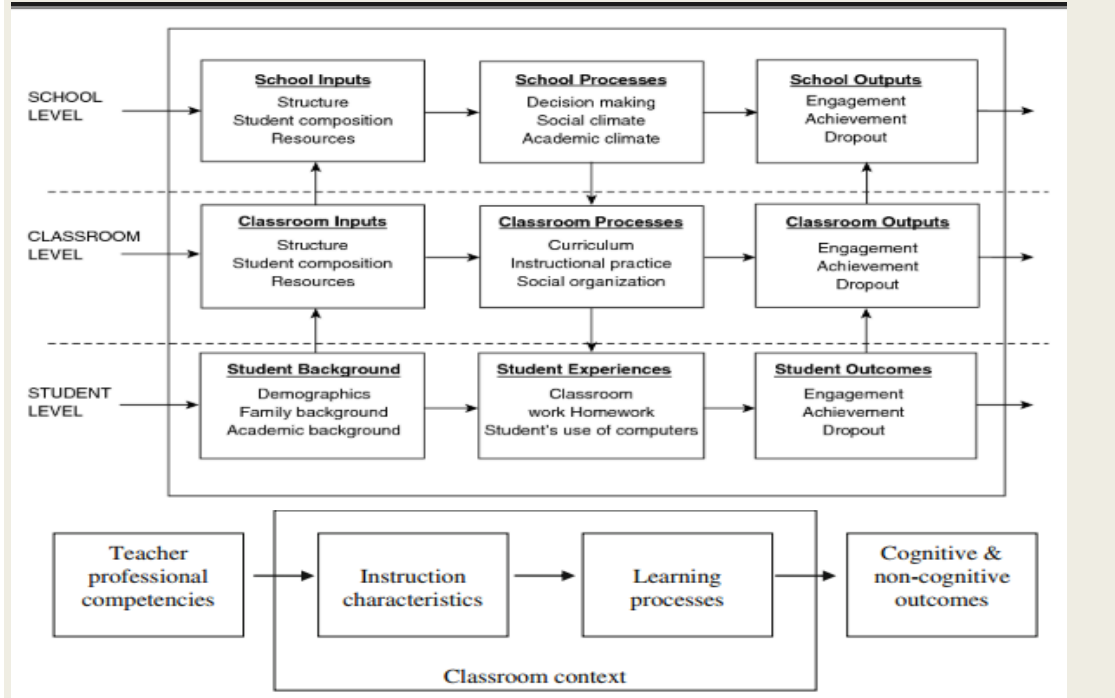 SCHOOL
LEVEL
School Inputs
Structure
Student composition
Resources
School Processes
Decision making
Social climate
Academic climate
School Outputs
Engagement
Achievement
Dropout
CLASSROOM
LEVEL
Classroom Inputs
Structure
Student composition
Resources
Classroom Processes
Curriculum
Instructional practice
Social organization
Classroom Outputs
Engagement
Achievement
Dropout
STUDENT
LEVEL
Student Background
Demographics
Family background
Academic background
Student Experiences
Classroom
work Homework
Student's use of computers
Student Outcomes
Engagement
Achievement
Dropout
Teacher
professional
competencies
Instruction
characteristics
Learning
processes
Cognitive &
non-cognitive
outcomes
Classroom context